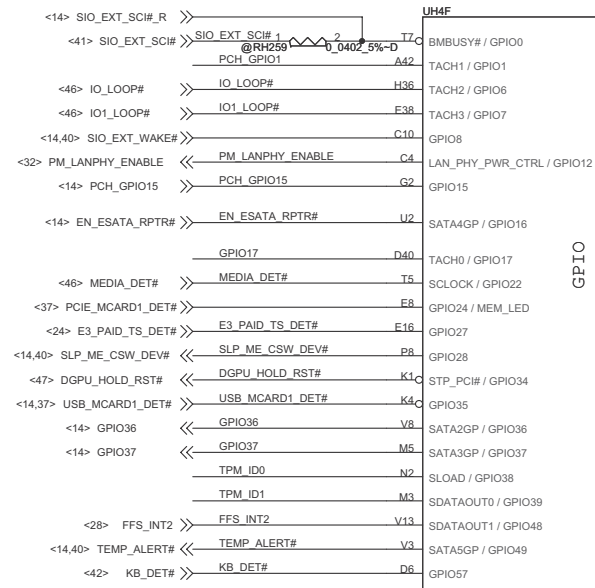 UH4F
<14> SIO_EXT_SCI#_R
<41> SIO_EXT_SCI# SIO_EXT_SCI# 1 2 T7 BMBUSY# / GPIO0
@RH259 0_0402_5%~D
PCH_GPIO1 A42 TACH1 / GPIO1
<46> IO_LOOP# IO_LOOP# H36 TACH2 / GPIO6
<46> IO1_LOOP# IO1_LOOP# E38 TACH3 / GPIO7
<14,40> SIO_EXT_WAKE# C10 GPIO8
<32> PM_LANPHY_ENABLE PM_LANPHY_ENABLE C4 LAN_PHY_PWR_CTRL / GPIO12
<14> PCH_GPIO15 PCH_GPIO15 G2 GPIO15
<14> EN_ESATA_RPTR# EN_ESATA_RPTR# U2 SATA4GP / GPIO16
GPIO17 D40 TACH0 / GPIO17
GPIO
<46> MEDIA_DET# MEDIA_DET# T5 SCLOCK / GPIO22
<37> PCIE_MCARD1_DET# E8 GPIO24 / MEM_LED
<24> E3_PAID_TS_DET# E3_PAID_TS_DET# E16 GPIO27
<14,40> SLP_ME_CSW_DEV# SLP_ME_CSW_DEV# P8 GPIO28
<47> DGPU_HOLD_RST# DGPU_HOLD_RST# K1 STP_PCI# / GPIO34
<14,37> USB_MCARD1_DET# USB_MCARD1_DET# K4 GPIO35
<14> GPIO36 GPIO36 V8 SATA2GP / GPIO36
<14> GPIO37 GPIO37 M5 SATA3GP / GPIO37
TPM_ID0 N2 SLOAD / GPIO38
TPM_ID1 M3 SDATAOUT0 / GPIO39
<28> FFS_INT2 FFS_INT2 V13 SDATAOUT1 / GPIO48
<14,40> TEMP_ALERT# TEMP_ALERT# V3 SATA5GP / GPIO49
<42> KB_DET# KB_DET# D6 GPIO57